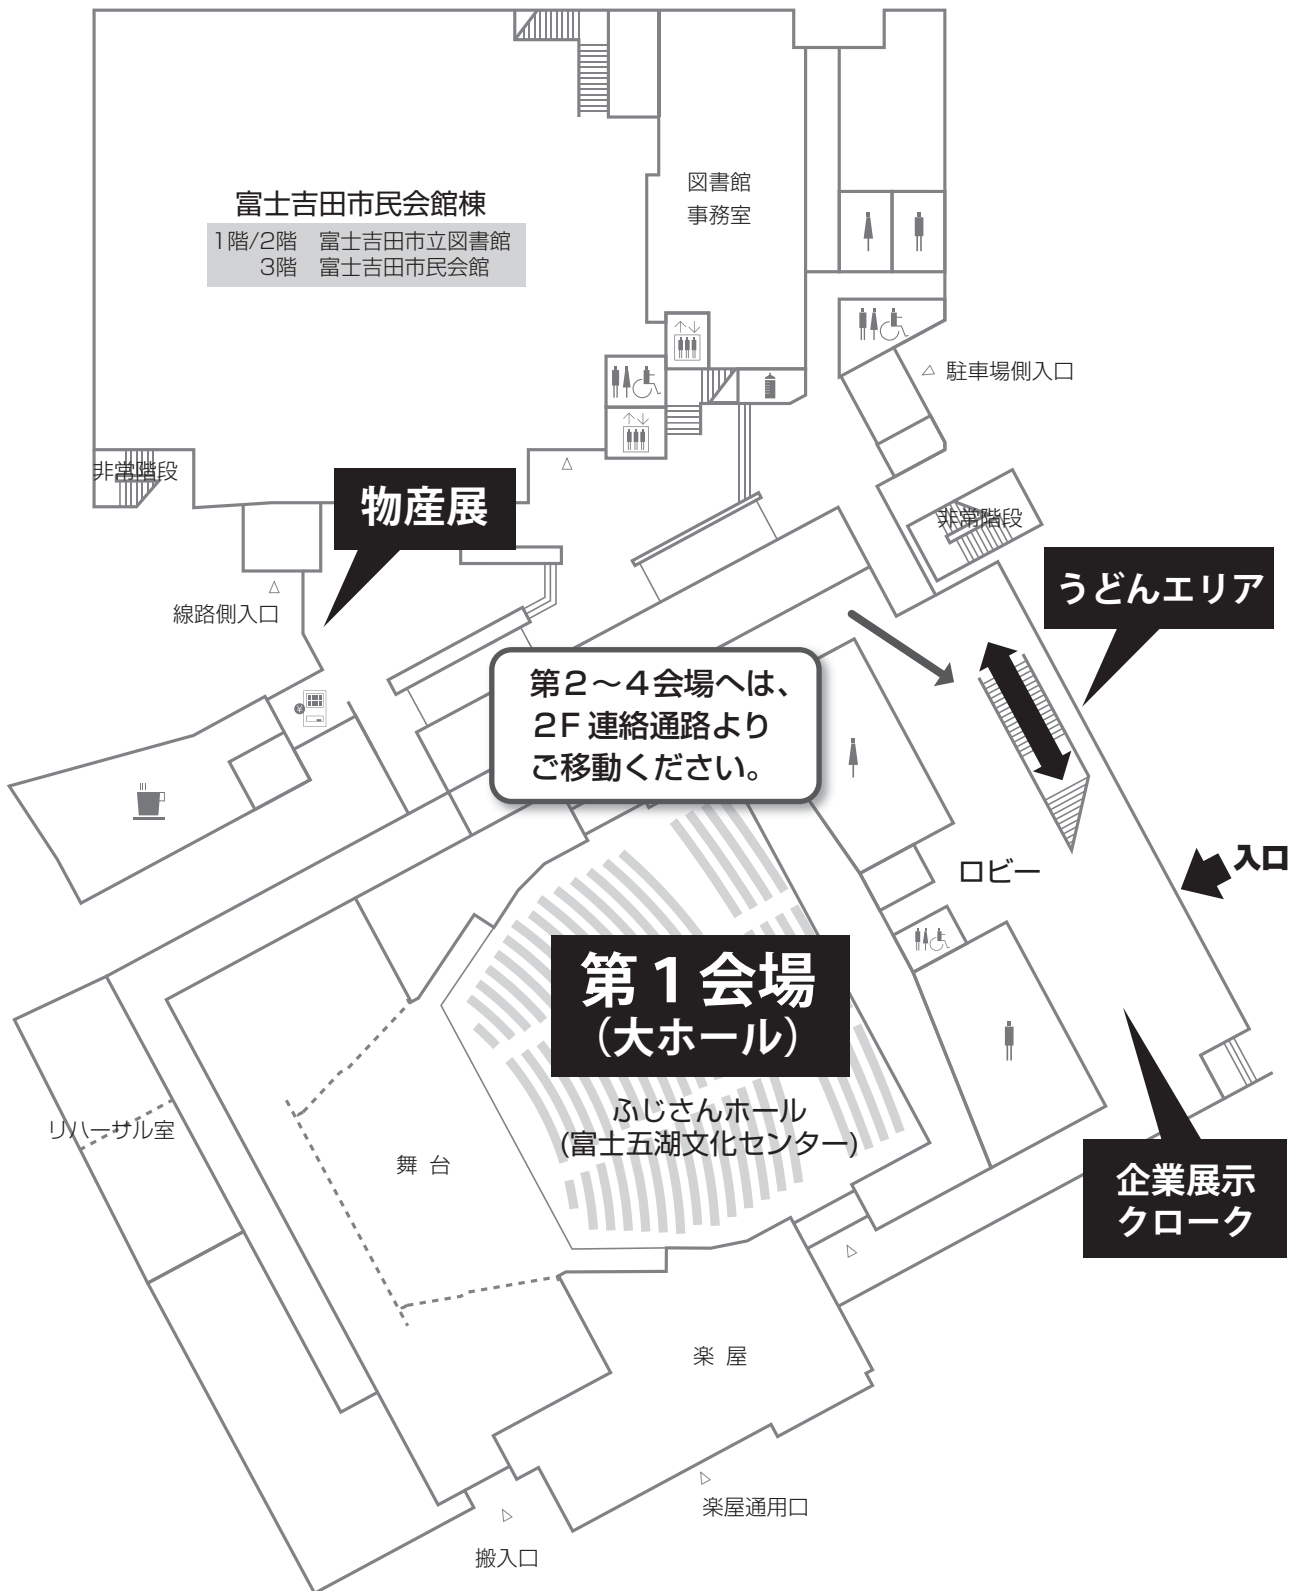 富士吉田市民会館棟
1階/2階　富士吉田市立図書館
3階　富士吉田市民会館
図書館
事務室
駐車場側入口
非常階段
物産展
非常階段
うどんエリア
線路側入口
第2～4会場へは、
2F 連絡通路より
ご移動ください。
¥
入口
ロビー
第1会場
（大ホール）
ふじさんホール
(富士五湖文化センター)
リハーサル室
舞 台
企業展示
クローク
楽 屋
楽屋通用口
搬入口